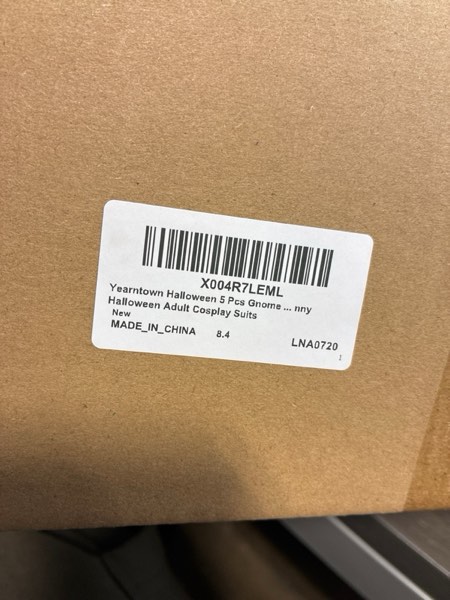 X004R7LEML
Yearntown Halloween 5 Pcs Gnome ... nny
Halloween Adult Cosplay Suits
New
MADE_IN_CHINA 8.4 LNA0720
1